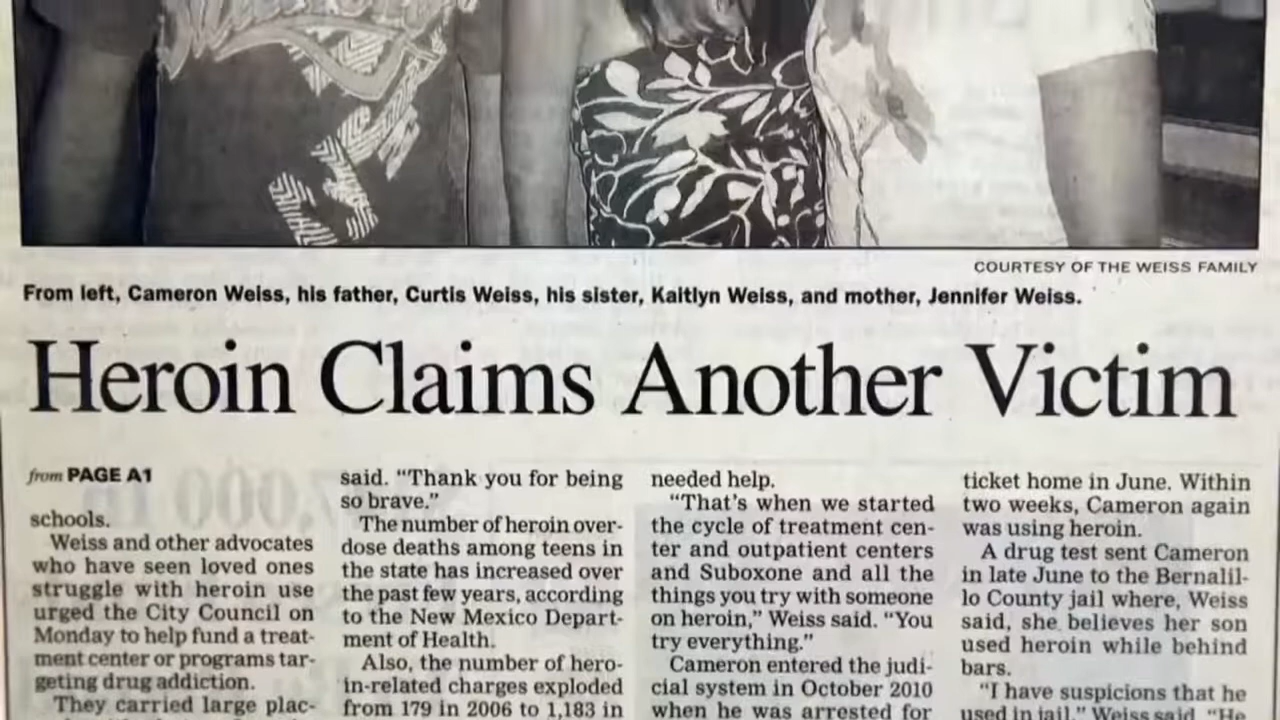 COURTESY OF THE WEISS FAMILY
From left, Cameron Weiss, his father, Curtis Weiss, his sister, Kaitlyn Weiss, and mother, Jennifer Weiss.
Heroin Claims Another Victim
from PAGE A1
schools.
Weiss and other advocates
who have seen loved ones
struggle with heroin use
urged the City Council on
Monday to help fund a treat-
ment center or programs tar-
geting drug addiction.
They carried large plac-
said. “Thank you for being
so brave.”
The number of heroin over-
dose deaths among teens in
the state has increased over
the past few years, according
to the New Mexico Depart-
ment of Health.
Also, the number of hero-
in-related charges exploded
from 179 in 2006 to 1,183 in
needed help.
“That’s when we started
the cycle of treatment cen-
ter and outpatient centers
and Suboxone and all the
things you try with someone
on heroin,” Weiss said. “You
try everything.”
Cameron entered the judi-
cial system in October 2010
when he was arrested for
ticket home in June. Within
two weeks, Cameron again
was using heroin.
A drug test sent Cameron
in late June to the Bernalil-
lo County jail where, Weiss
said, she believes her son
used heroin while behind
bars.
“I have suspicions that he
used in jail,” Weiss said. “He